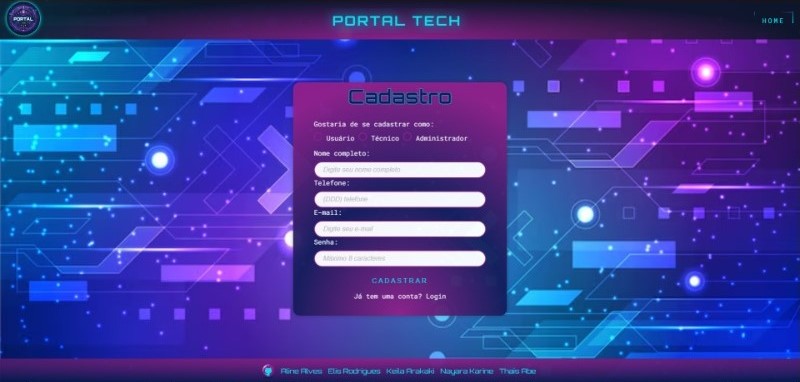 PORTAL
PORTAL TECH
HOME
Cadastro
Gostaria de se cadastrar como:
Usuário Técnico Administrador
Nome completo:
Digite seu nome completo
Telefone:
(DDD) telefone
E-mail:
Digite seu e-mail
Senha:
Máximo 8 caracteres
CADASTRAR
Já tem uma conta? Login
Aline Alves Elis Rodrigues Keila Arakaki Nayara Karine Thais Abe